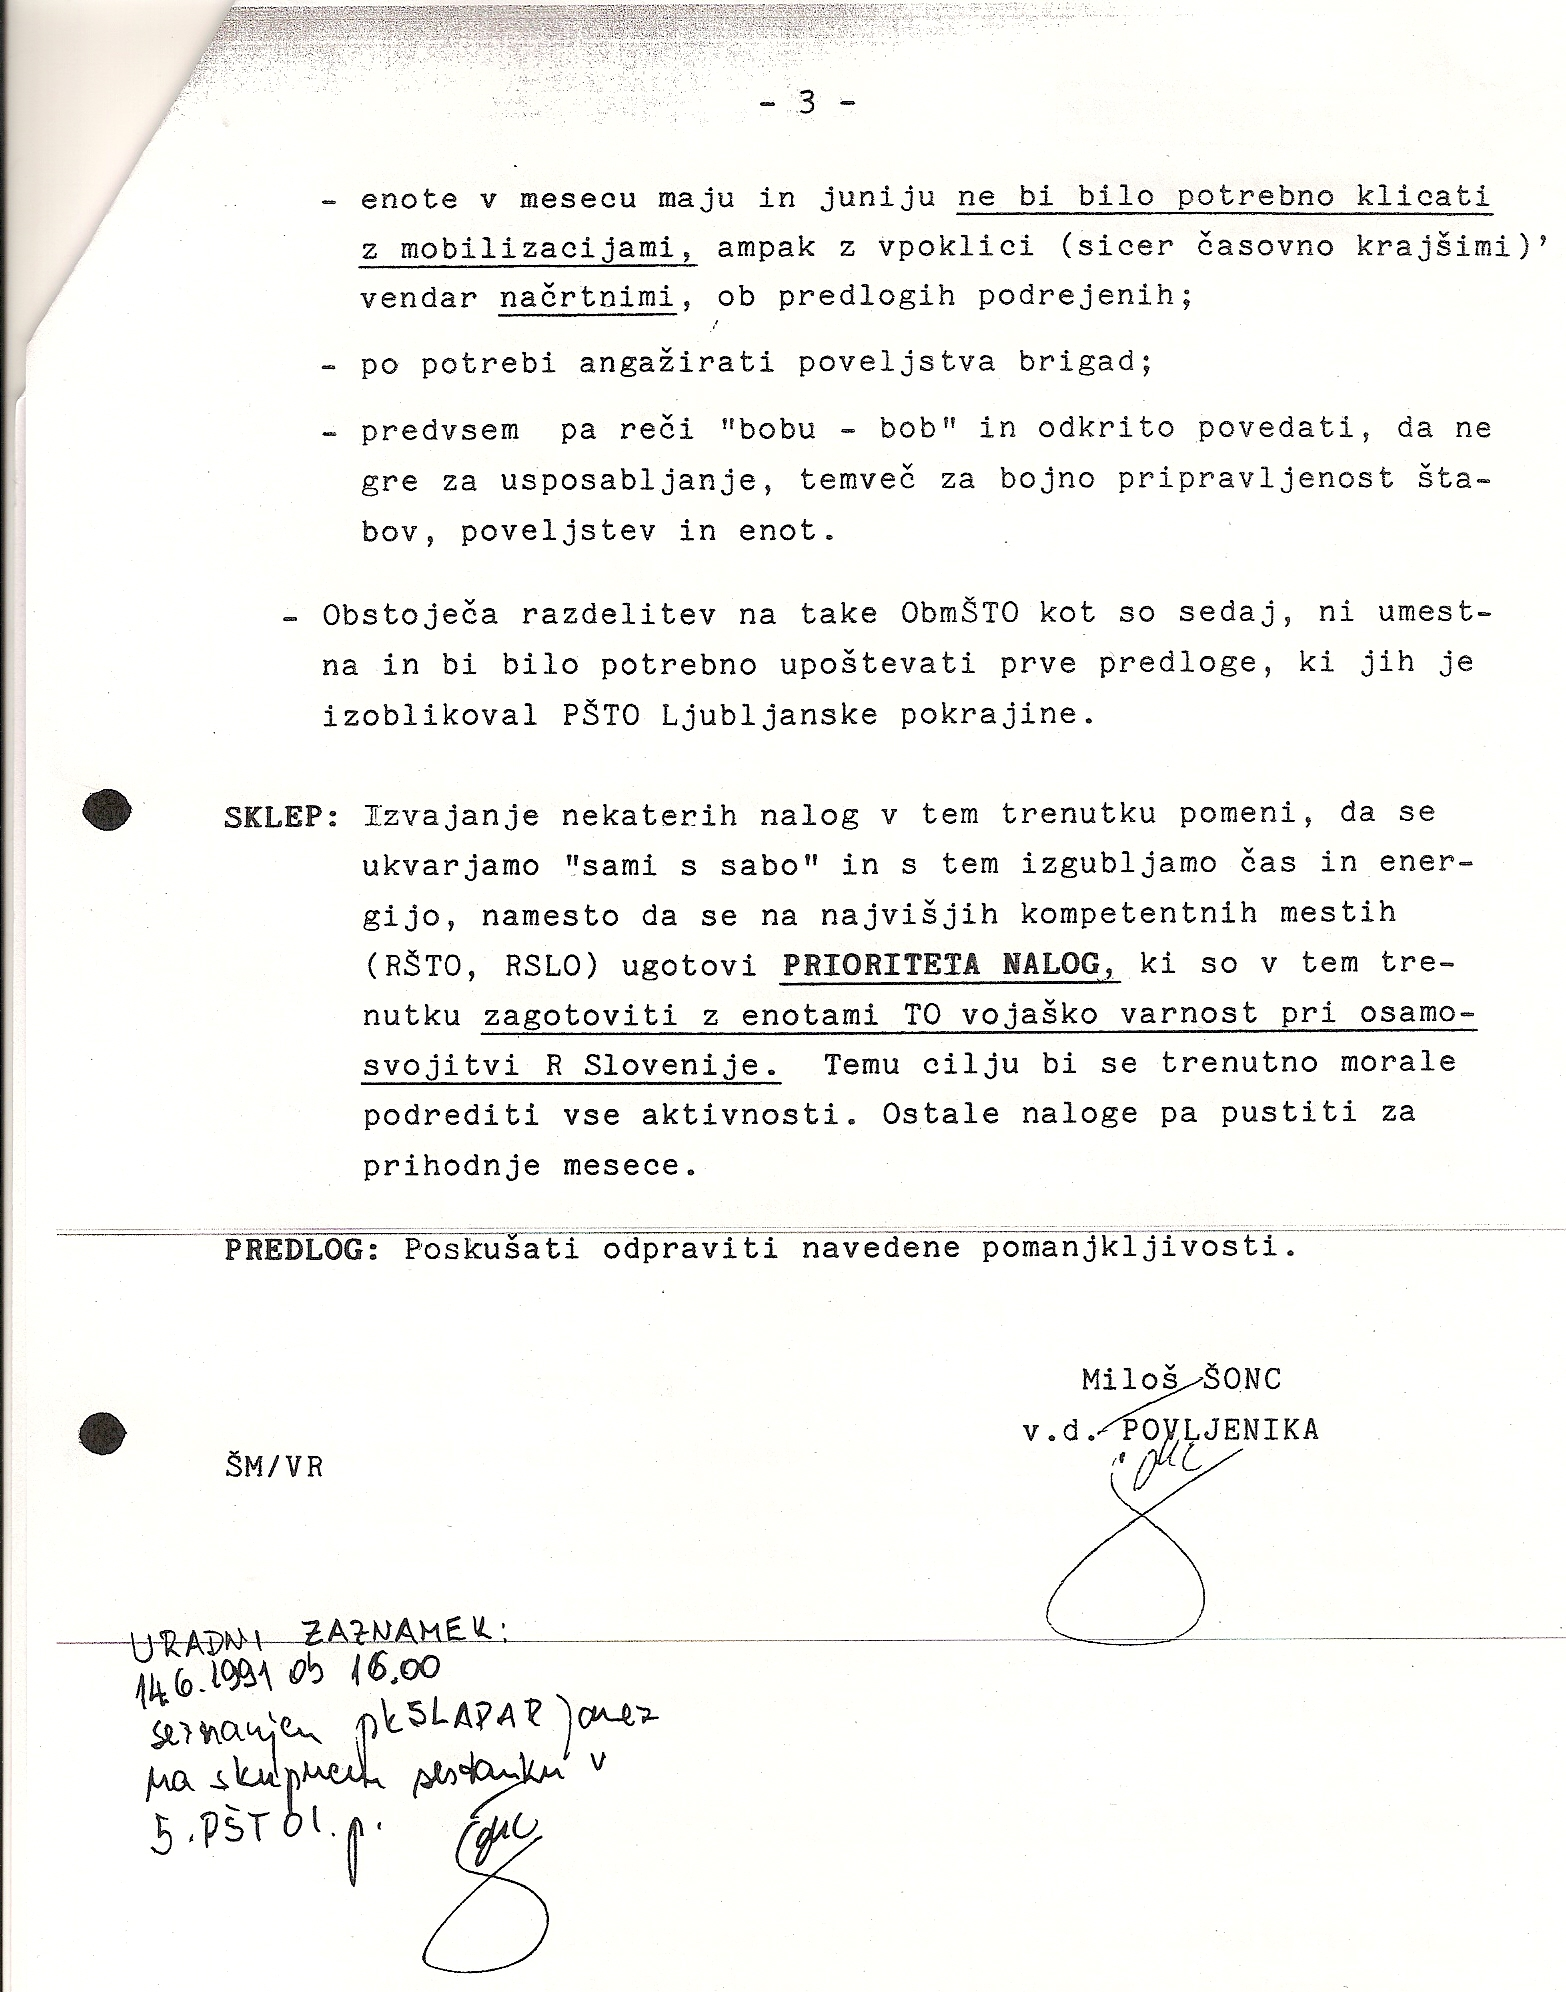 - 3 -
- enote v mesecu maju in juniju ne bi bilo potrebno klicati
z mobilizacijami, ampak z vpoklici (sicer časovno krajšimi)'
vendar načrtnimi, ob predlogih podrejenih;
- po potrebi angažirati poveljstva brigad;
- predvsem pa reči "bobu - bob" in odkrito povedati, da ne
gre za usposabljanje, temveč za bojno pripravljenost šta-
bov, poveljstev in enot.
- Obstoječa razdelitev na take ObmŠTO kot so sedaj, ni umest-
na in bi bilo potrebno upoštevati prve predloge, ki jih je
izoblikoval PŠTO Ljubljanske pokrajine.
SKLEP: Izvajanje nekaterih nalog v tem trenutku pomeni, da se
ukvarjamo "sami s sabo" in s tem izgubljamo čas in ener-
gijo, namesto da se na najvišjih kompetentnih mestih
(RŠTO, RSLO) ugotovi PRIORITETA NALOG, ki so v tem tre-
nutku zagotoviti z enotami TO vojaško varnost pri osamo-
svojitvi R Slovenije. Temu cilju bi se trenutno morale
podrediti vse aktivnosti. Ostale naloge pa pustiti za
prihodnje mesece.
PREDLOG: Poskušati odpraviti navedene pomanjkljivosti.
Miloš ŠONC
v.d. POVLJENIKA
ŠM/VR
URADNI ZAZNAMEK:
14.6.1991 ob 16.00
seznanjen pk SLAPAR Janez
na skupnem sestanku v
5. PŠTO l.p.